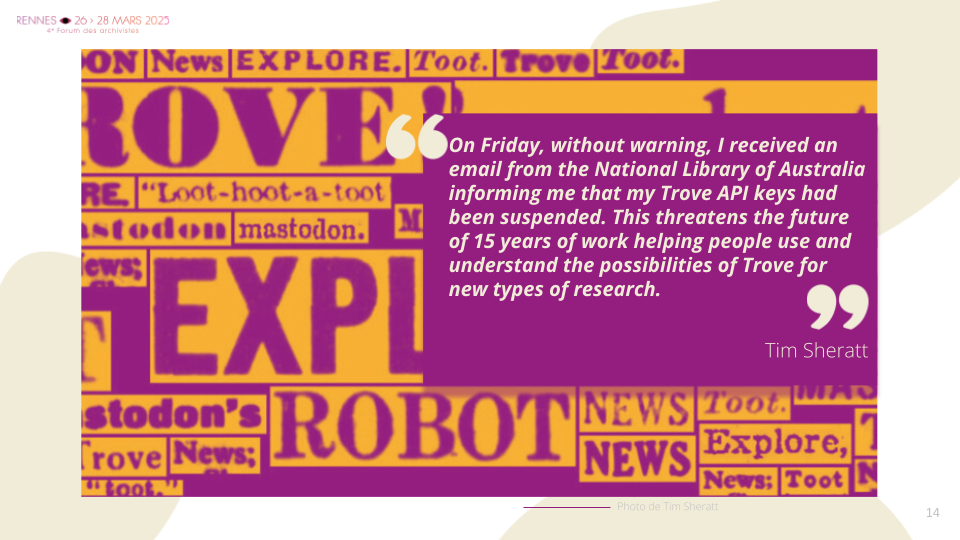 RENNES 26 > 28 MARS 2025
4e Forum des archivistes
ON News EXPLORE. Toot. Trove Toot.
ROVE
RE. “Loot-hoot-a-toot
astodon mastodon. M
ews;
EXPL
“On Friday, without warning, I received an
email from the National Library of Australia
informing me that my Trove API keys had
been suspended. This threatens the future
of 15 years of work helping people use and
understand the possibilities of Trove for
new types of research.”
Tim Sheratt
stodon’s ROBOT NEWS Toot. MAS
NEWS Explore,
Trove News;
News; Toot
“toot.”
Photo de Tim Sheratt
14